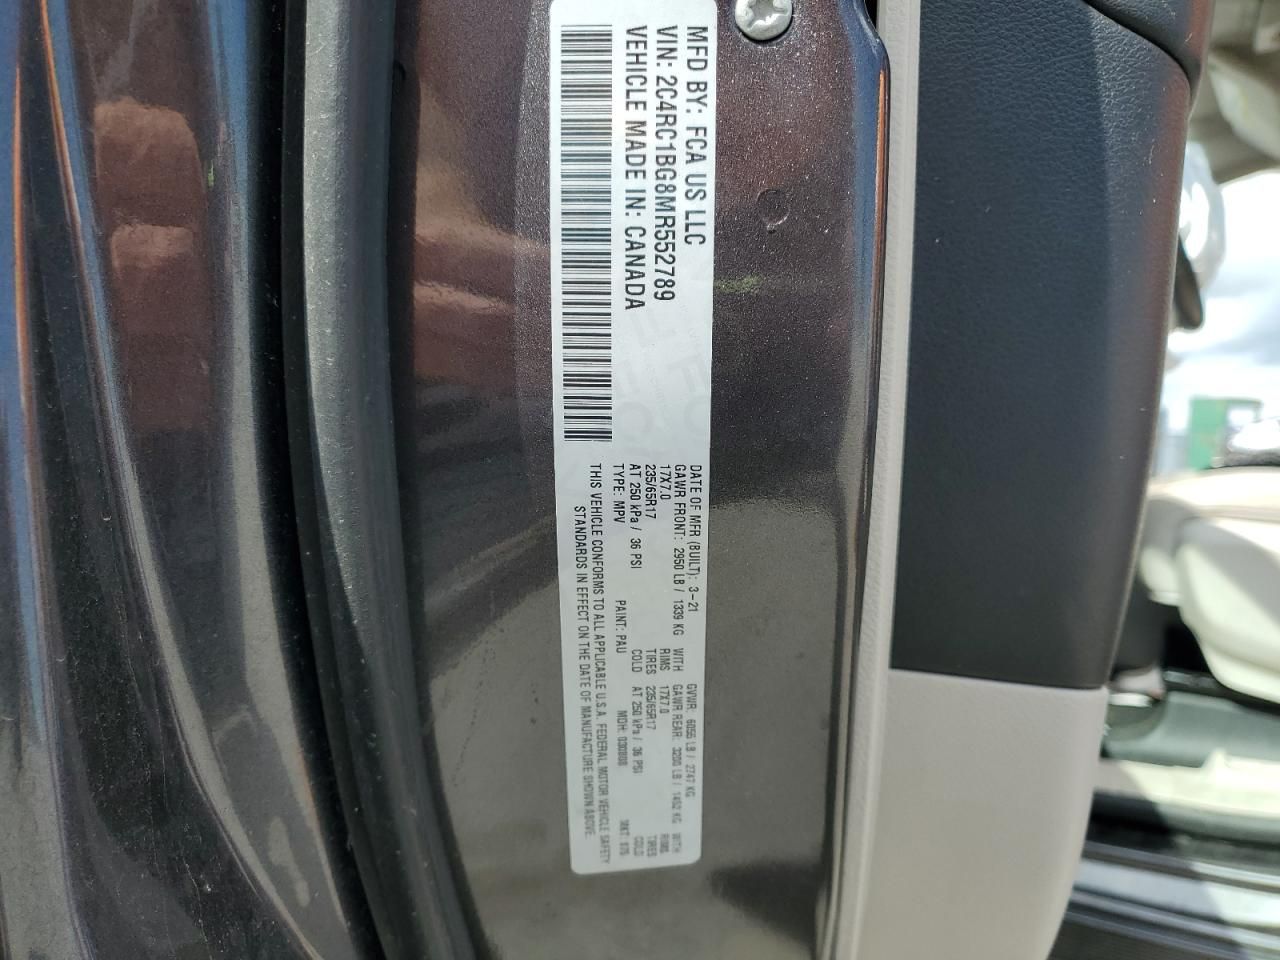 MFD BY: FCA US LLC
VIN: 2C4RC1BG8MR552789
VEHICLE MADE IN: CANADA
DATE OF MFR (BUILT): 3-21 GVWR: 6055 LB / 2747 KG
GAWR FRONT: 2950 LB / 1339 KG WITH GAWR REAR: 3200 LB / 1452 KG WITH
17X7.0 RIMS 17X7.0 RIMS
235/65R17 TIRES 235/65R17 TIRES
AT 250 kPa / 36 PSI COLD AT 250 kPa / 36 PSI COLD
TYPE: MPV PAINT: PAU MDH: 030808 MKT:
THIS VEHICLE CONFORMS TO ALL APPLICABLE U.S.A. FEDERAL MOTOR VEHICLE SAFETY
STANDARDS IN EFFECT ON THE DATE OF MANUFACTURE SHOWN ABOVE.